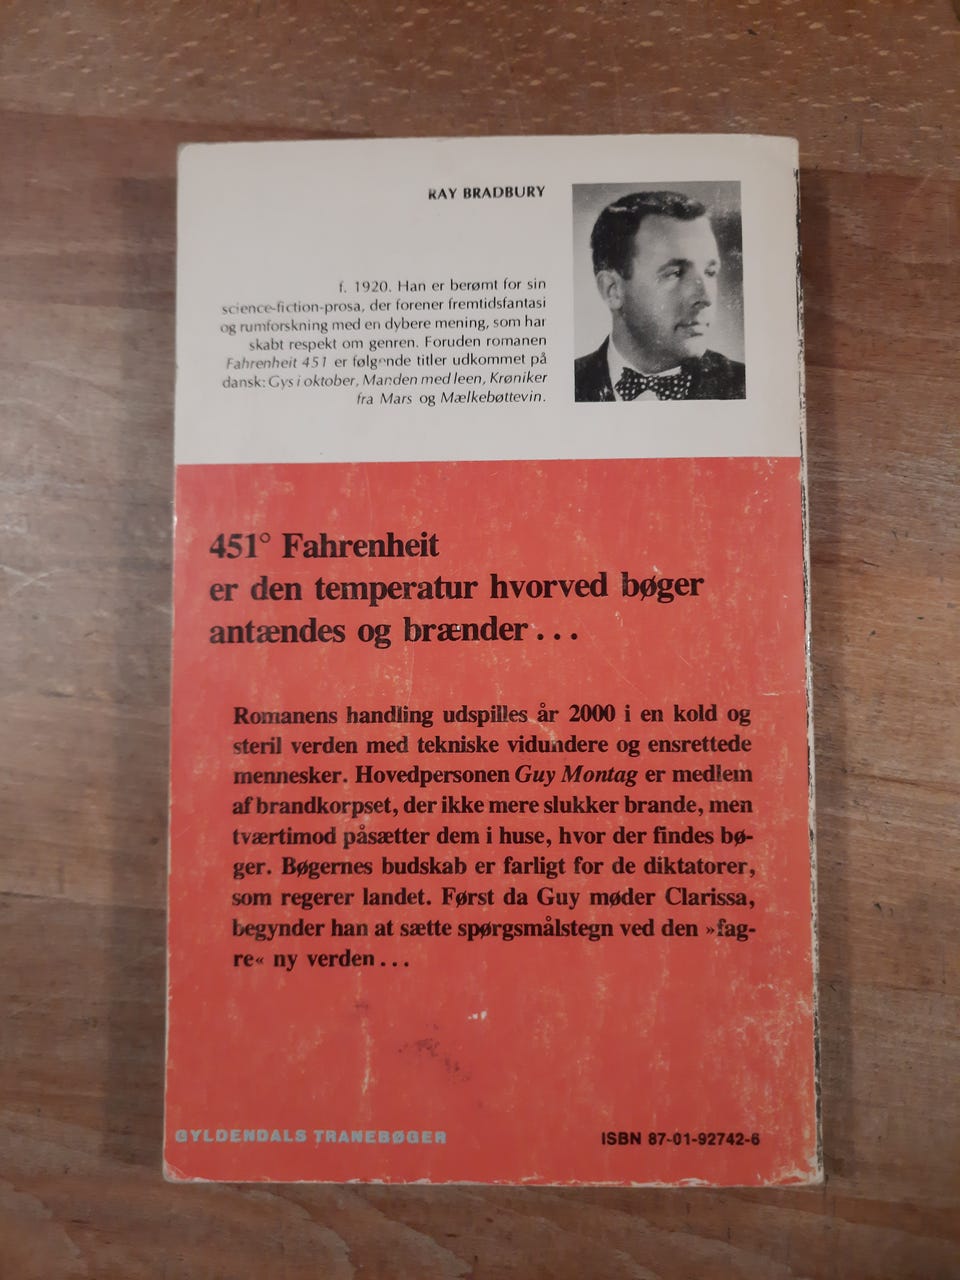 RAY BRADBURY
f. 1920. Han er berømt for sin
science-fiction-prosa, der forener fremtidsfantasi
og rumforskning med en dybere mening, som har
skabt respekt om genren. Foruden romanen
Fahrenheit 451 er følgende titler udkommet på
dansk: Gys i oktober, Manden med leen, Krøniker
fra Mars og Mælkebøttevin.
451° Fahrenheit
er den temperatur hvorved bøger
antændes og brænder...
Romanens handling udspilles år 2000 i en kold og
steril verden med tekniske vidundere og ensrettede
mennesker. Hovedpersonen Guy Montag er medlem
af brandkorpset, der ikke mere slukker brande, men
tværtimod påsætter dem i huse, hvor der findes bø-
ger. Bøgernes budskab er farligt for de diktatorer,
som regerer landet. Først da Guy møder Clarissa,
begynder han at sætte spørgsmålstegn ved den »fag-
re« ny verden...
GYLDENDALS TRANEBØGER
ISBN 87-01-92742-6